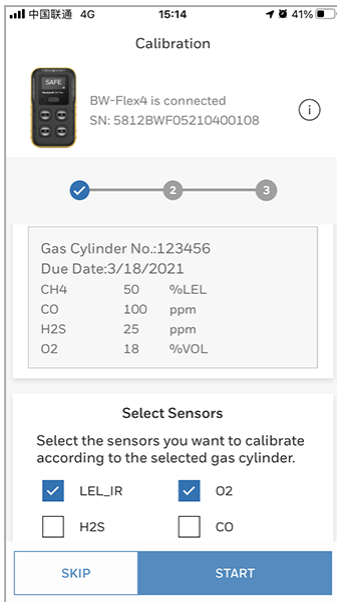 中国联通 4G 15:14 41%
Calibration
SAFE
BW-Flex4 is connected
SN: 5812BWF05210400108
i
2 3
Gas Cylinder No.:123456
Due Date:3/18/2021
CH4 50 %LEL
CO 100 ppm
H2S 25 ppm
O2 18 %VOL
Select Sensors
Select the sensors you want to calibrate
according to the selected gas cylinder.
LEL_IR O2
H2S CO
SKIP START